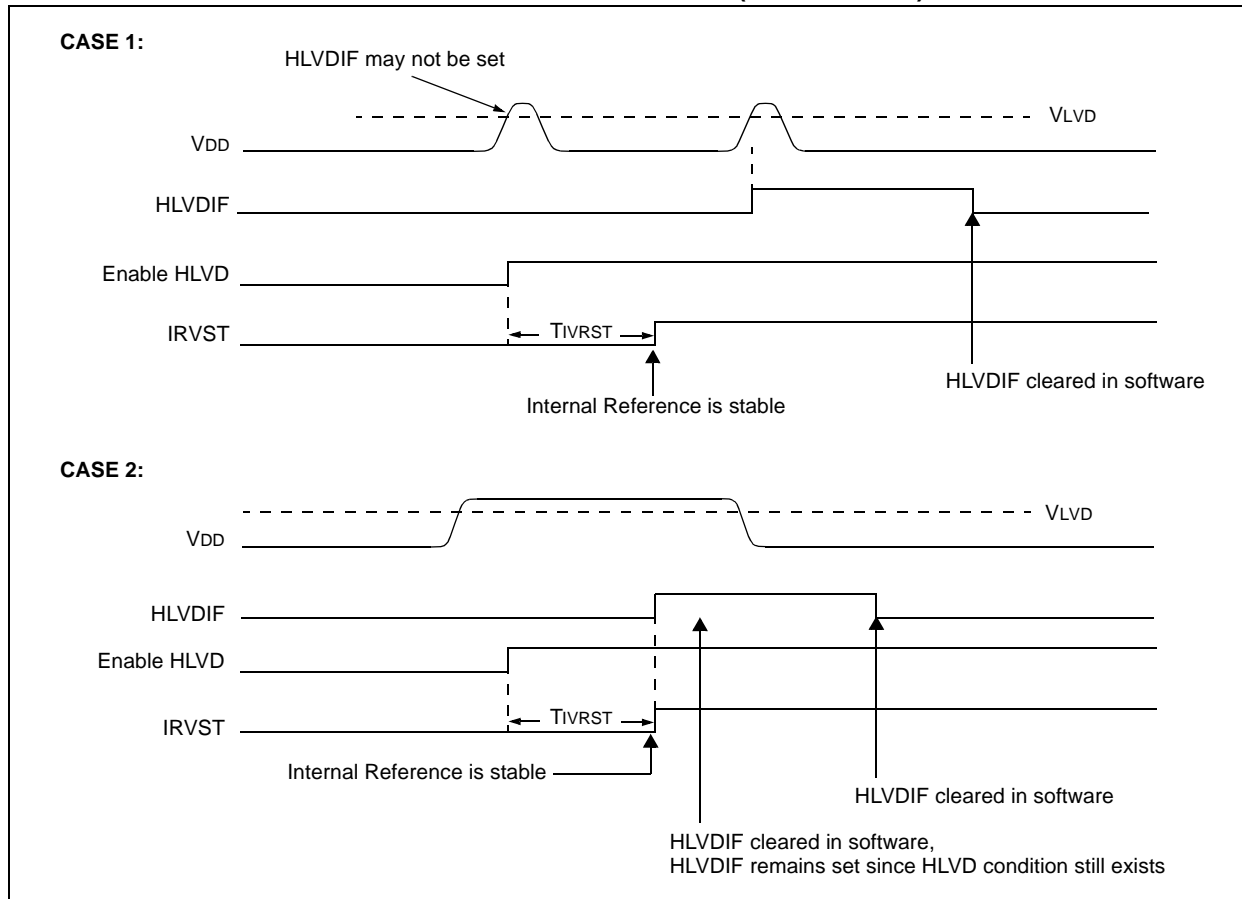 CASE 1:
HLVDIF may not be set
VLVD
VDD
HLVDIF
Enable HLVD
TIVRST
IRVST
HLVDIF cleared in software
Internal Reference is stable
CASE 2:
VLVD
VDD
HLVDIF
Enable HLVD
TIVRST
IRVST
Internal Reference is stable
HLVDIF cleared in software
HLVDIF cleared in software,
HLVDIF remains set since HLVD condition still exists